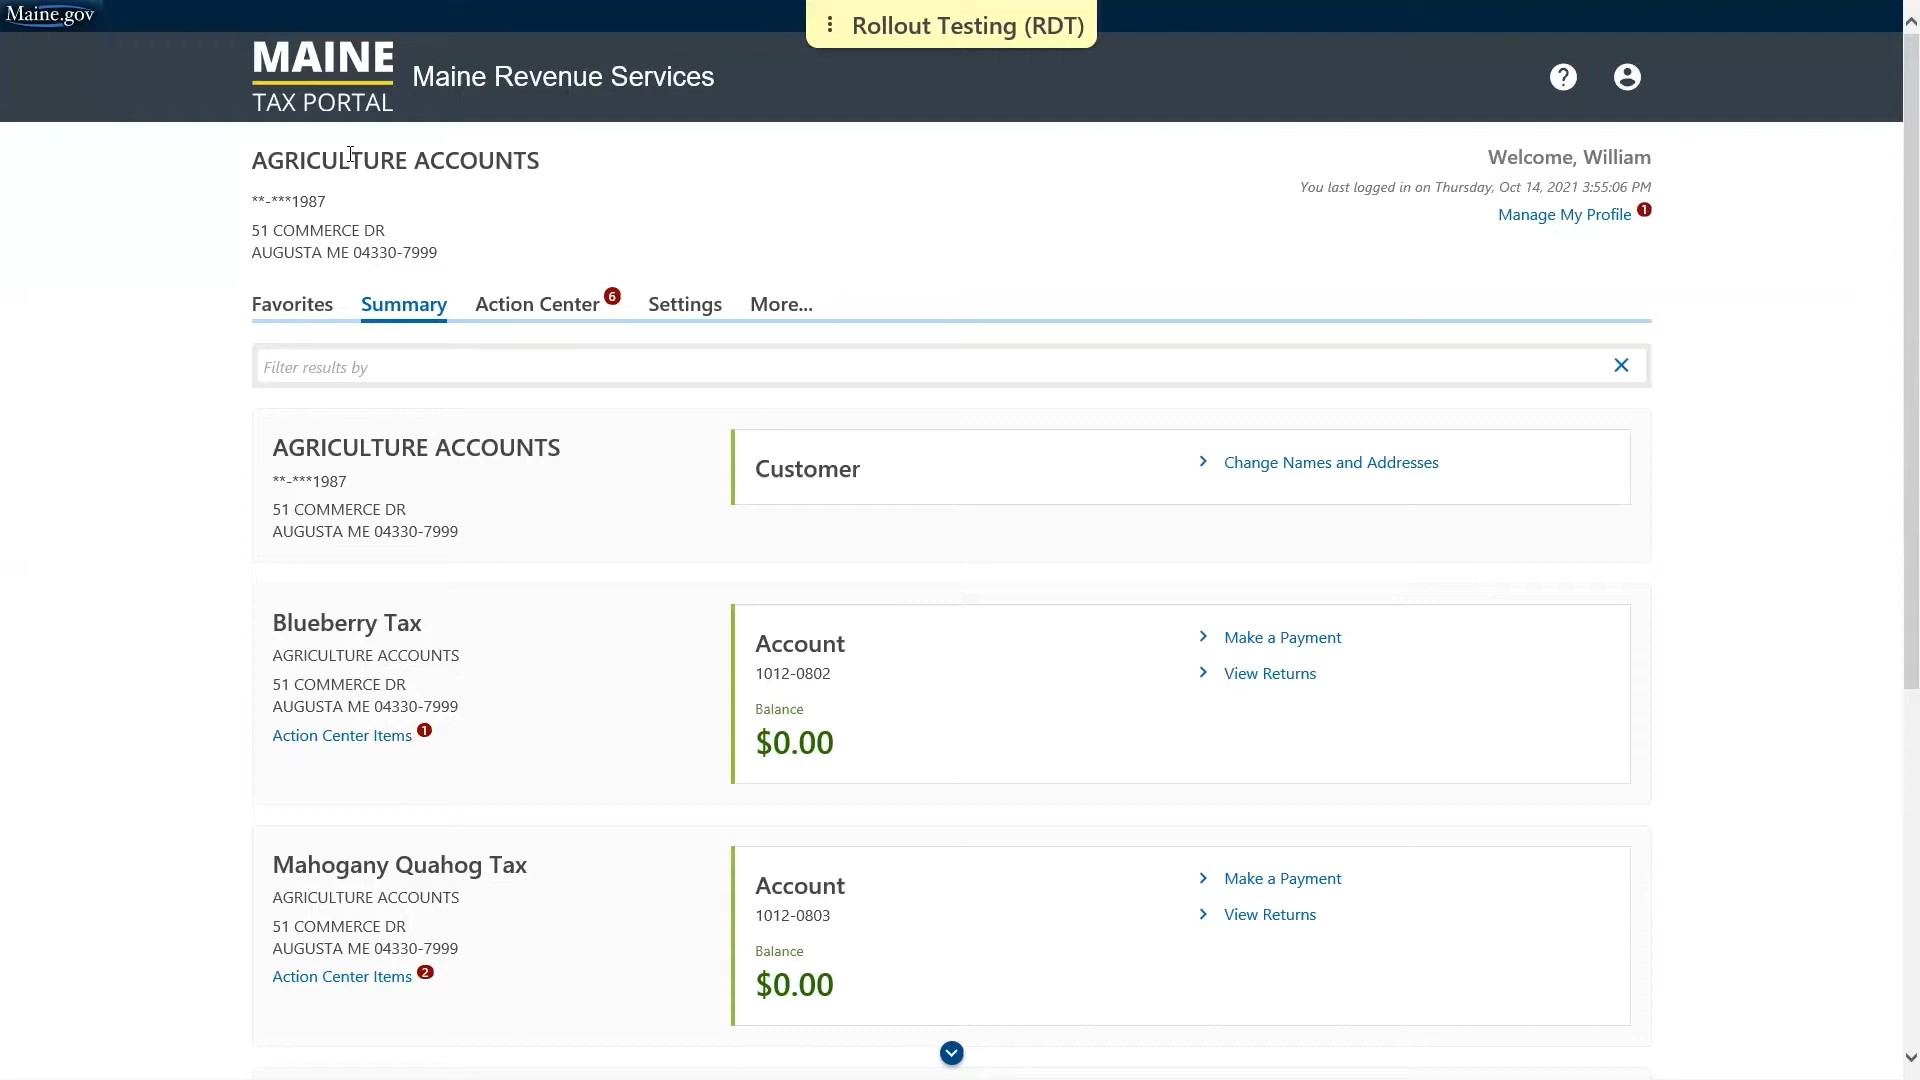 Maine.gov
Rollout Testing (RDT)
MAINE
TAX PORTAL
Maine Revenue Services
?
AGRICULTURE ACCOUNTS
**-***1987
51 COMMERCE DR
AUGUSTA ME 04330-7999
Welcome, William
You last logged in on Thursday, Oct 14, 2021 3:55:06 PM
Manage My Profile 1
Favorites Summary Action Center 6 Settings More...
Filter results by
AGRICULTURE ACCOUNTS
**-***1987
51 COMMERCE DR
AUGUSTA ME 04330-7999
Customer
Change Names and Addresses
Blueberry Tax
AGRICULTURE ACCOUNTS
51 COMMERCE DR
AUGUSTA ME 04330-7999
Action Center Items 1
Account
1012-0802
Balance
$0.00
Make a Payment
View Returns
Mahogany Quahog Tax
AGRICULTURE ACCOUNTS
51 COMMERCE DR
AUGUSTA ME 04330-7999
Action Center Items 2
Account
1012-0803
Balance
$0.00
Make a Payment
View Returns